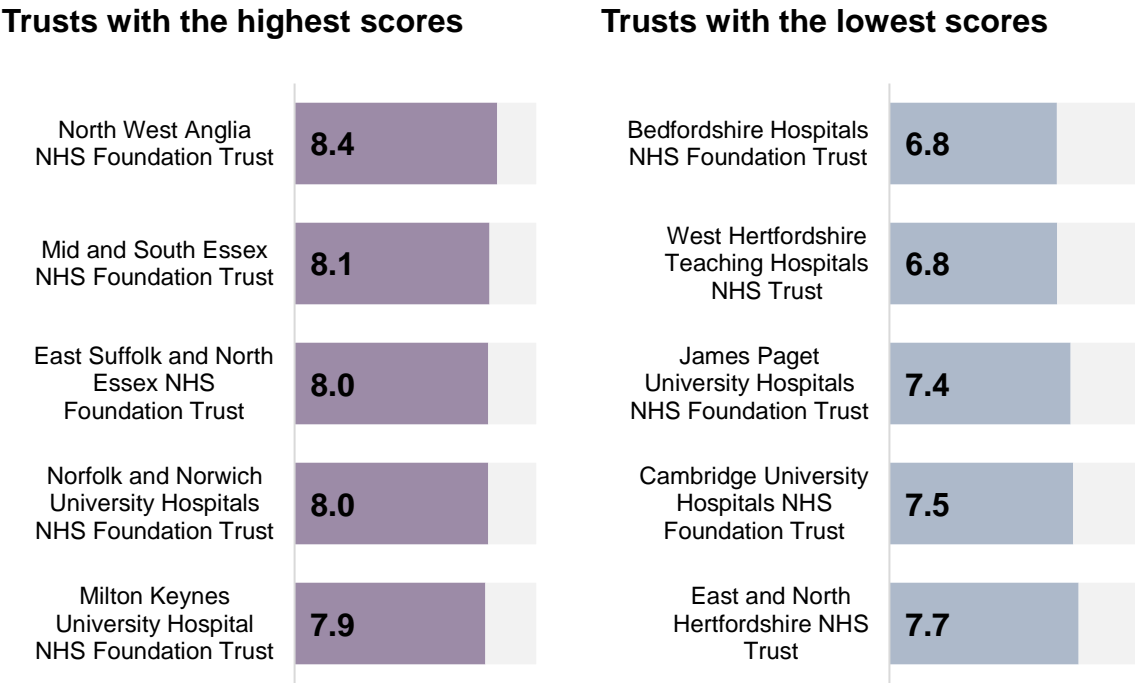 Trusts with the highest scores
North West Anglia
NHS Foundation Trust
8.4
Mid and South Essex
NHS Foundation Trust
8.1
East Suffolk and North
Essex NHS
Foundation Trust
8.0
Norfolk and Norwich
University Hospitals
NHS Foundation Trust
8.0
Milton Keynes
University Hospital
NHS Foundation Trust
7.9
Trusts with the lowest scores
Bedfordshire Hospitals
NHS Foundation Trust
6.8
West Hertfordshire
Teaching Hospitals
NHS Trust
6.8
James Paget
University Hospitals
NHS Foundation Trust
7.4
Cambridge University
Hospitals NHS
Foundation Trust
7.5
East and North
Hertfordshire NHS
Trust
7.7